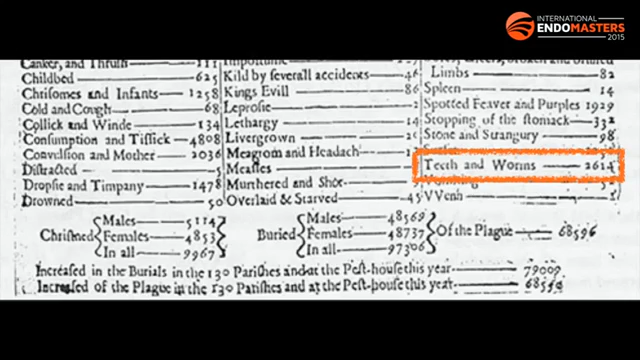 INTERNATIONAL
ENDOMASTERS
2015
Canker, and Thrush 111
Childbed 625
Chrisomes and Infants 1258
Cold and Cough 68
Collick and Winde 134
Consumption and Tissick 4808
Convulsion and Mother 2036
Distracted 5
Dropsie and Timpany 1478
Drowned 50
Kild by severall accidents 46
Kings Evill 86
Leprosie
Lethargy 14
Livergrown
Meagrom and Headach
Measles
Murthered and Shot
Overlaid & Starved 45
Limbs 82
Spleen 14
Spotted Feaver and Purples 1929
Stopping of the stomack 332
Stone and Strangury 98
Teeth and Worms
VVenn
Christned Males 5114 Females 4853 In all 9967
Buried Males 48569 Females 48737 In all 97306
Of the Plague 68596
Increased in the Burials in the 130 Parishes and at the Pest-house this year 79009
Increased of the Plague in the 130 Parishes and at the Pest-house this year